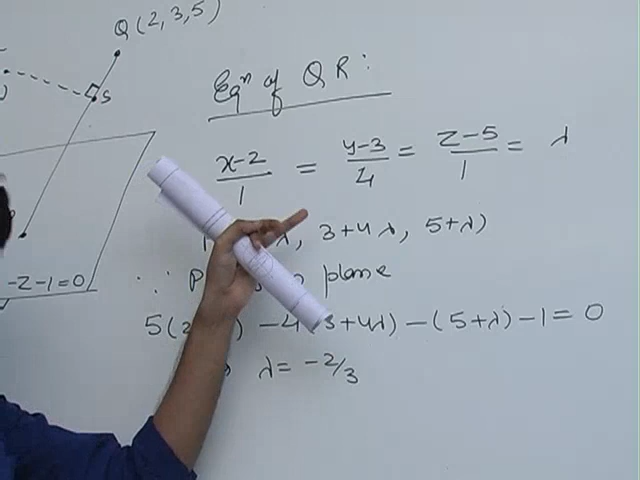 Q(2,3,5)
Eqⁿ of QR:
S
x-2/1 = y-3/4 = z-5/1 = λ
λ, 3+4λ, 5+λ)
∵ P plane
-z-1=0
5(2 ) -4(3+4λ) -(5+λ) -1 = 0
λ = -2/3